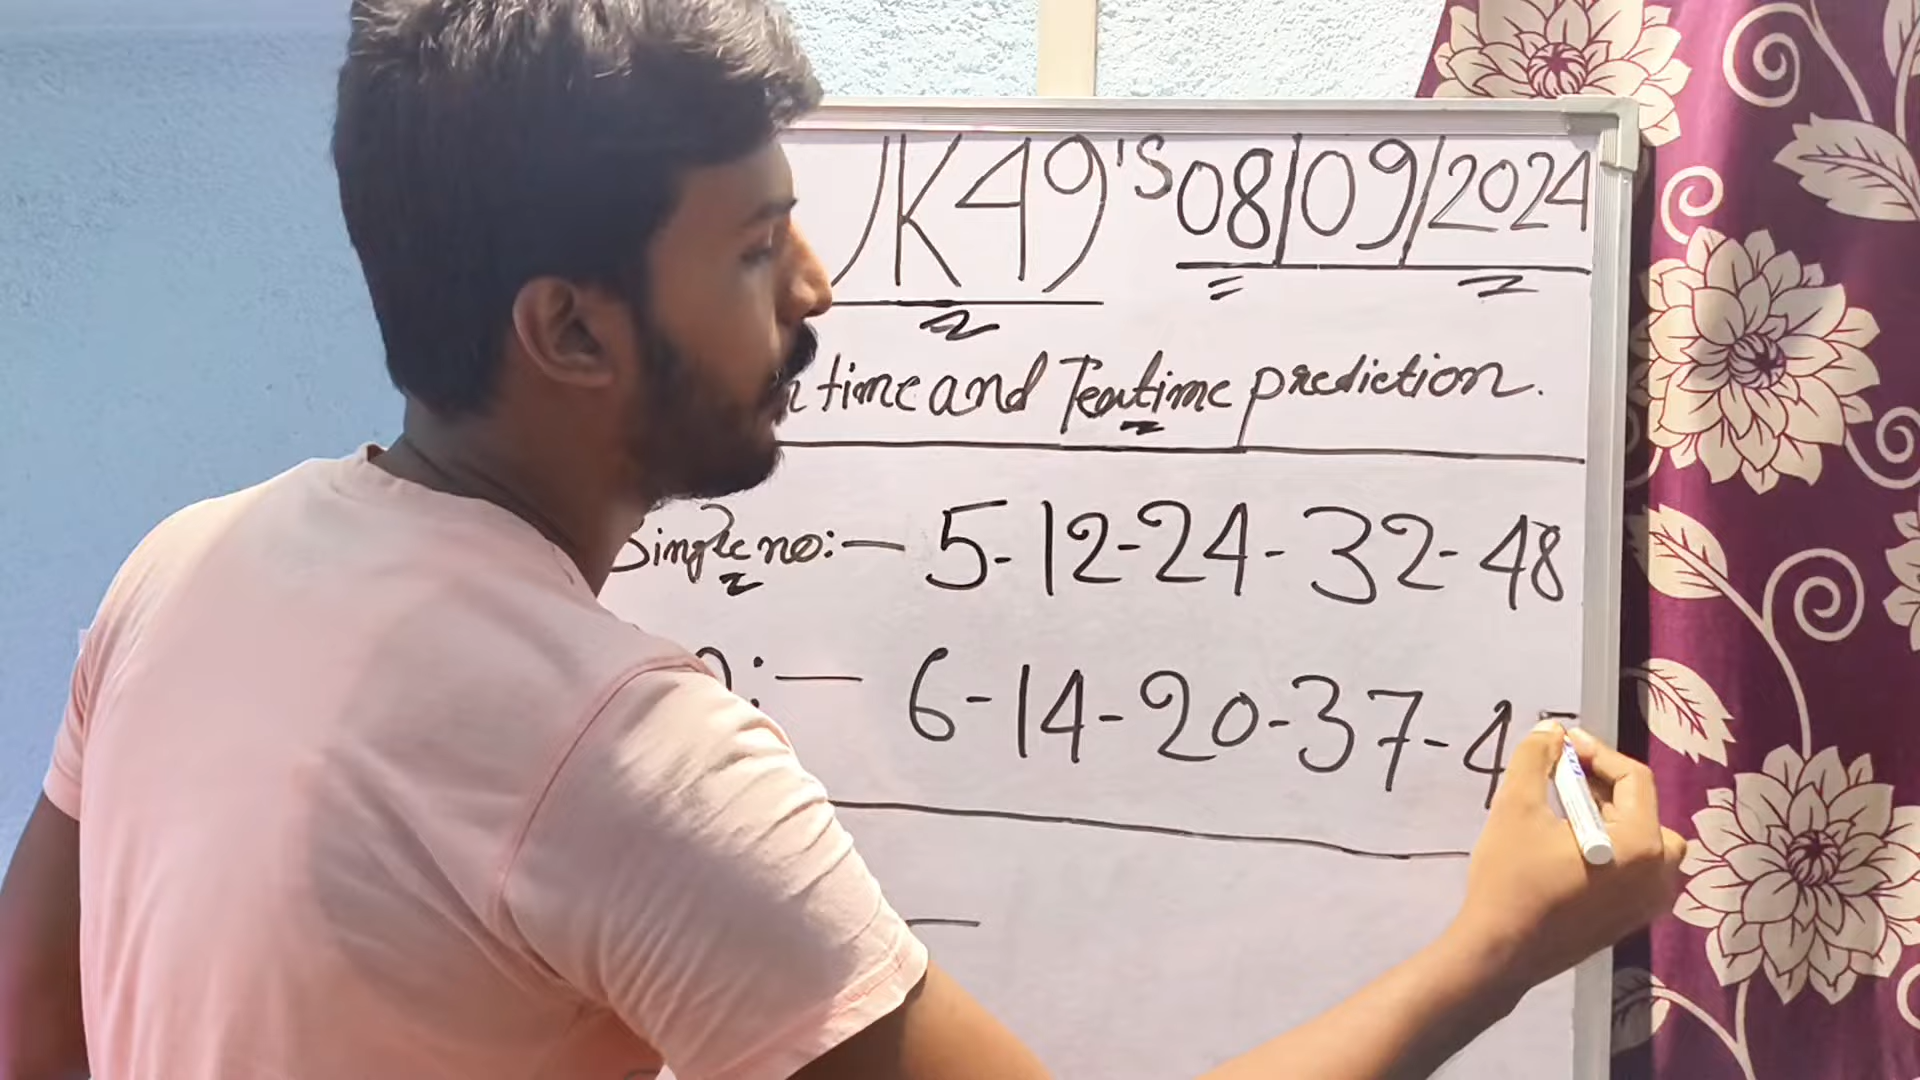 UK49's 08/09/2024
time and Teatime prediction.
Single no:- 5-12-24-32-48
:- 6-14-20-37-4